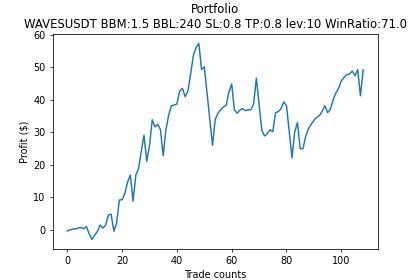 Portfolio
WAVESUSDT BBM:1.5 BBL:240 SL:0.8 TP:0.8 lev:10 WinRatio:71.0
60
50
40
30
20
10
0
Profit ($)
0 20 40 60 80 100
Trade counts